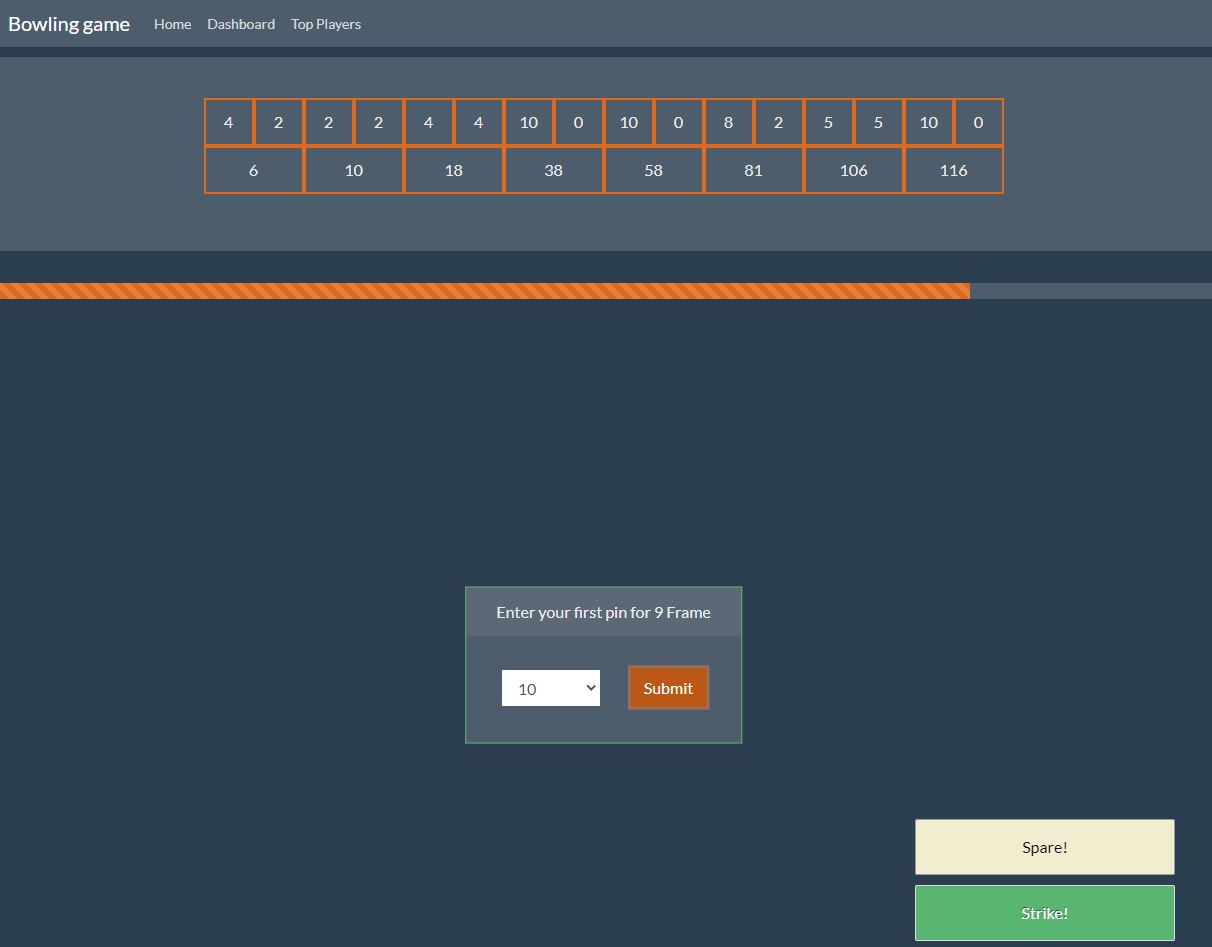 Bowling game Home Dashboard Top Players
4 2 2 2 4 4 10 0 10 0 8 2 5 5 10 0
6 10 18 38 58 81 106 116
Enter your first pin for 9 Frame
10 Submit
Spare!
Strike!